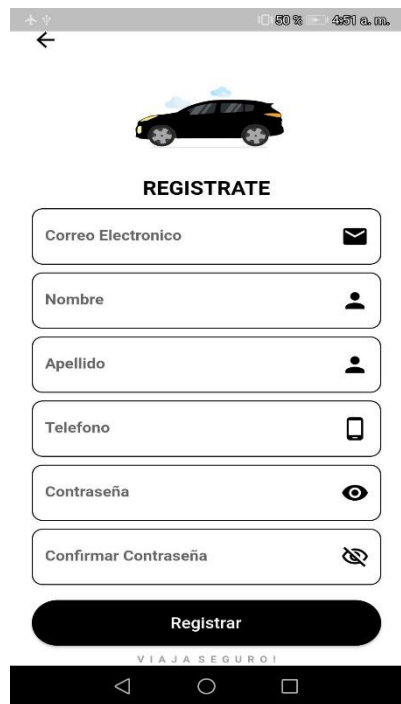 50 % 4:51 a. m.
REGISTRATE
Correo Electronico
Nombre
Apellido
Telefono
Contraseña
Confirmar Contraseña
Registrar
VIAJA SEGURO!